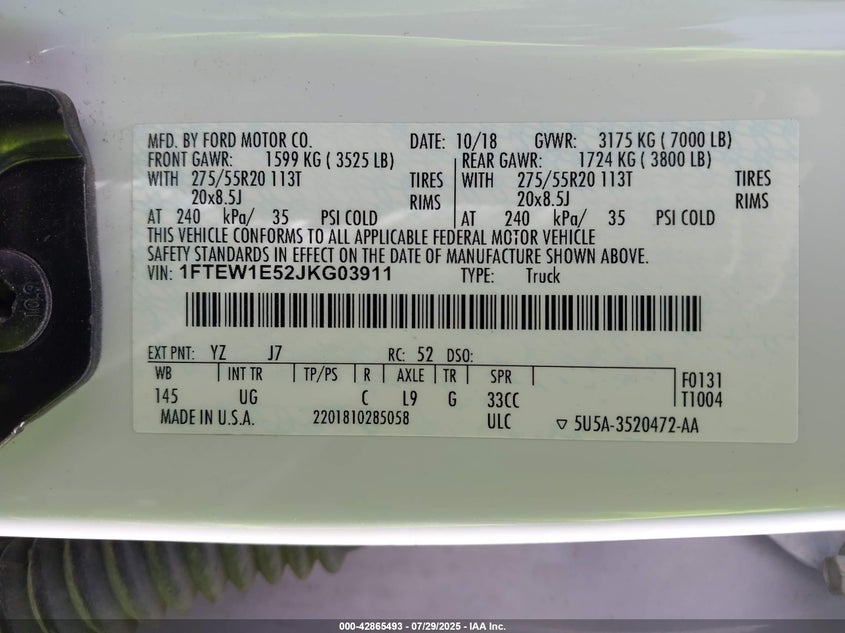 MFD. BY FORD MOTOR CO. DATE: 10/18 GVWR: 3175 KG ( 7000 LB)
FRONT GAWR: 1599 KG ( 3525 LB) REAR GAWR: 1724 KG ( 3800 LB)
WITH 275/55R20 113T TIRES WITH 275/55R20 113T TIRES
20x8.5J RIMS 20x8.5J RIMS
AT 240 kPa/ 35 PSI COLD AT 240 kPa/ 35 PSI COLD
THIS VEHICLE CONFORMS TO ALL APPLICABLE FEDERAL MOTOR VEHICLE
SAFETY STANDARDS IN EFFECT ON THE DATE OF MANUFACTURE SHOWN ABOVE.
VIN: 1FTEW1E52JKG03911 TYPE: Truck
EXT PNT: YZ J7 RC: 52 DSO:
WB INT TR TP/PS R AXLE TR SPR F0131
145 UG C L9 G 33CC T1004
MADE IN U.S.A. 2201810285058 ULC ▽ 5U5A-3520472-AA
10.9
000-42865493 - 07/29/2025 - IAA Inc.